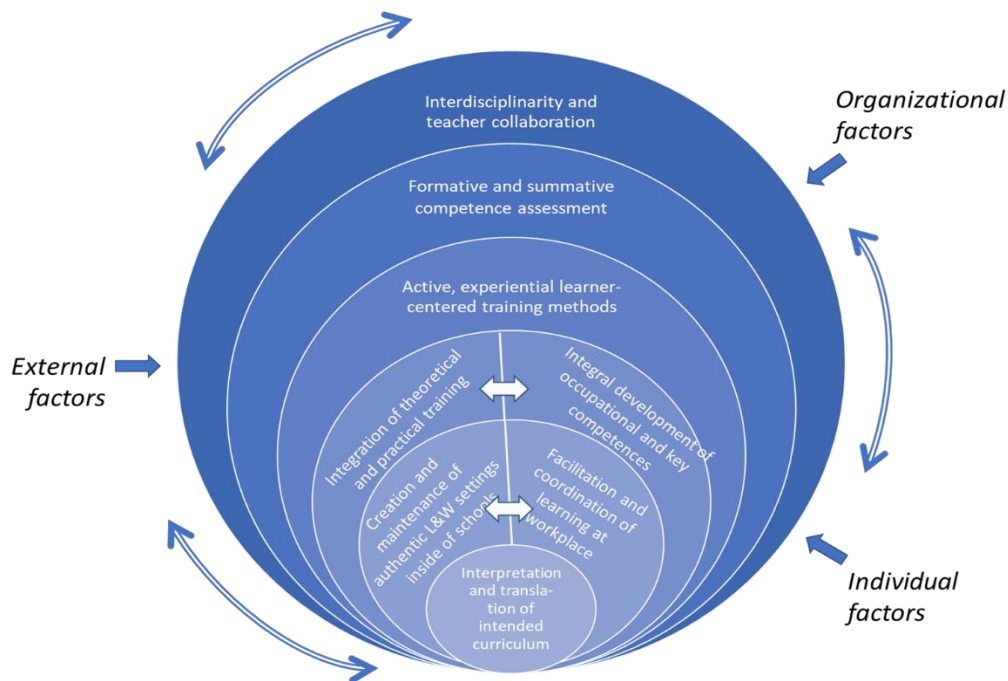 Interdisciplinarity and
teacher collaboration
Organizational
factors
Formative and summative
competence assessment
Active, experiential learner-
centered training methods
External
factors
Integration of theoretical
and practical training
Integral development of
occupational and key
competences
Creation and
maintenance of
authentic L&W settings
inside of schools
Facilitation and
coordination of
learning at
workplace
Interpretation
and transla-
tion of
intended
curriculum
Individual
factors